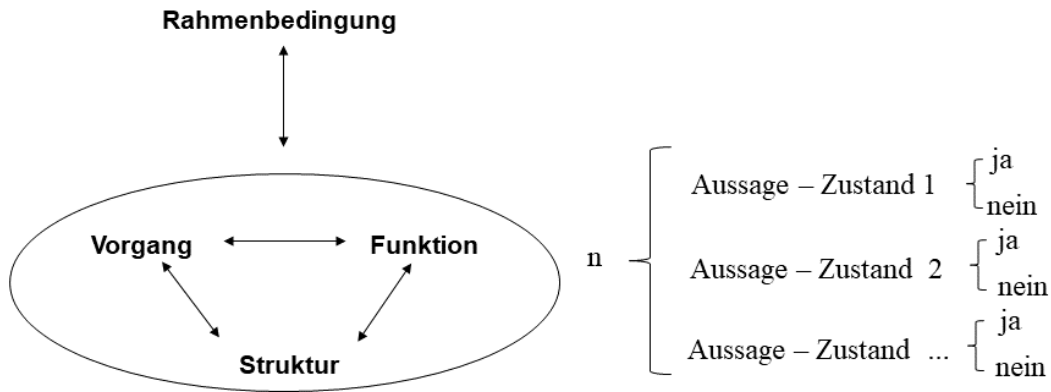 Rahmenbedingung
Vorgang
Funktion
Struktur
n
Aussage – Zustand 1
ja
nein
Aussage – Zustand 2
ja
nein
Aussage – Zustand ...
ja
nein